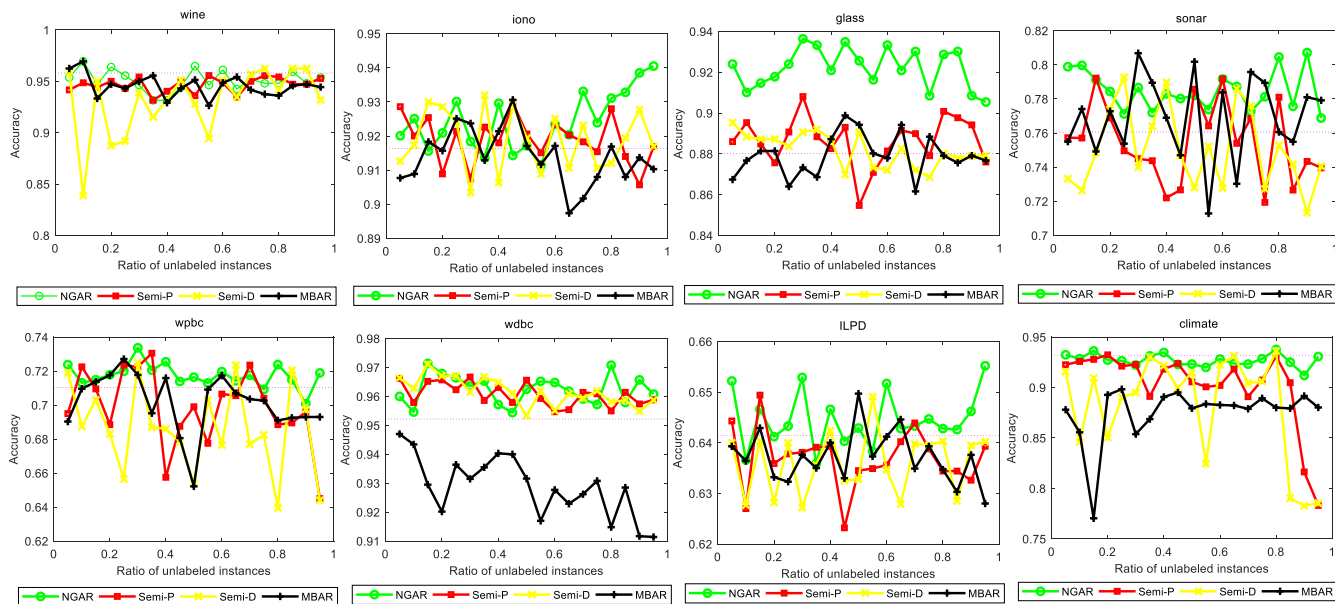 wine
1
0.95
0.9
0.85
0.8
Accuracy
0 0.2 0.4 0.6 0.8 1
Ratio of unlabeled instances
NGAR Semi-P Semi-D MBAR
iono
0.95
0.94
0.93
0.92
0.91
0.9
0.89
Accuracy
0 0.2 0.4 0.6 0.8 1
Ratio of unlabeled instances
NGAR Semi-P Semi-D MBAR
glass
0.94
0.92
0.9
0.88
0.86
0.84
Accuracy
0 0.2 0.4 0.6 0.8 1
Ratio of unlabeled instances
NGAR Semi-P Semi-D MBAR
sonar
0.82
0.8
0.78
0.76
0.74
0.72
0.7
Accuracy
0 0.2 0.4 0.6 0.8 1
Ratio of unlabeled instances
NGAR Semi-P Semi-D MBAR
wpbc
0.74
0.72
0.7
0.68
0.66
0.64
0.62
Accuracy
0 0.2 0.4 0.6 0.8 1
Ratio of unlabeled instances
NGAR Semi-P Semi-D MBAR
wdbc
0.98
0.97
0.96
0.95
0.94
0.93
0.92
0.91
Accuracy
0 0.2 0.4 0.6 0.8 1
Ratio of unlabeled instances
NGAR Semi-P Semi-D MBAR
ILPD
0.66
0.65
0.64
0.63
0.62
Accuracy
0 0.2 0.4 0.6 0.8 1
Ratio of unlabeled instances
NGAR Semi-P Semi-D MBAR
climate
0.95
0.9
0.85
0.8
0.75
Accuracy
0 0.2 0.4 0.6 0.8 1
Ratio of unlabeled instances
NGAR Semi-P Semi-D MBAR